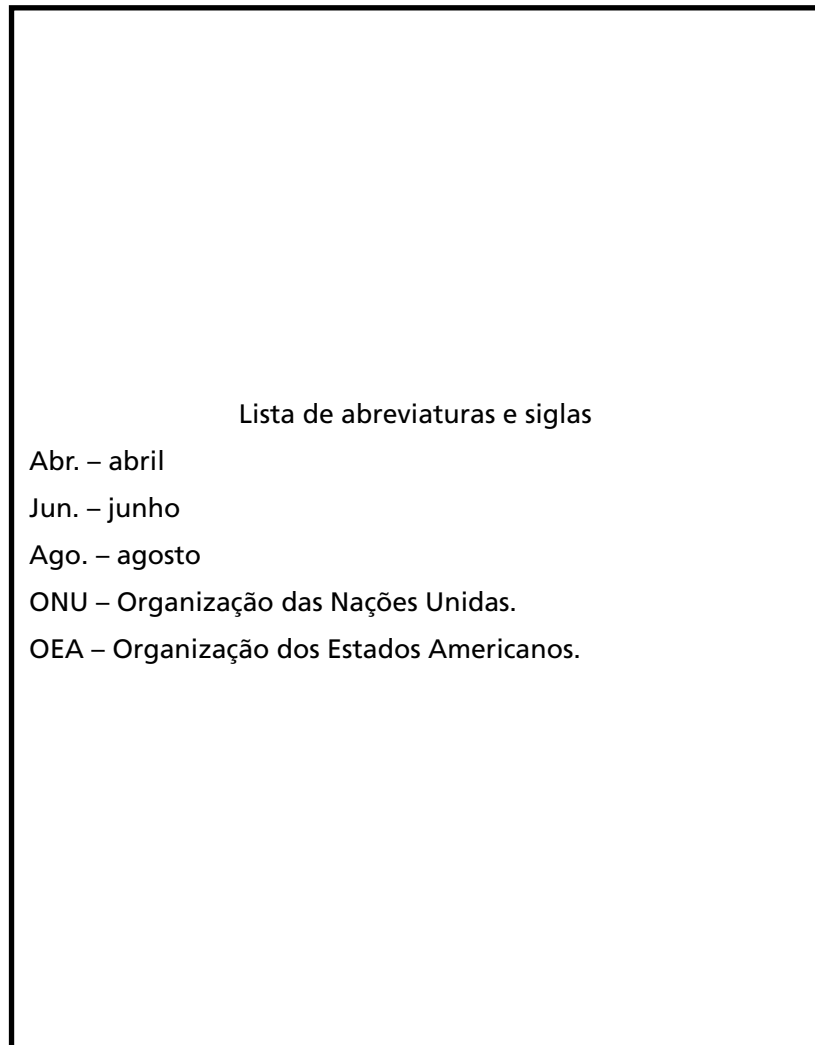 Lista de abreviaturas e siglas
Abr. – abril
Jun. – junho
Ago. – agosto
ONU – Organização das Nações Unidas.
OEA – Organização dos Estados Americanos.